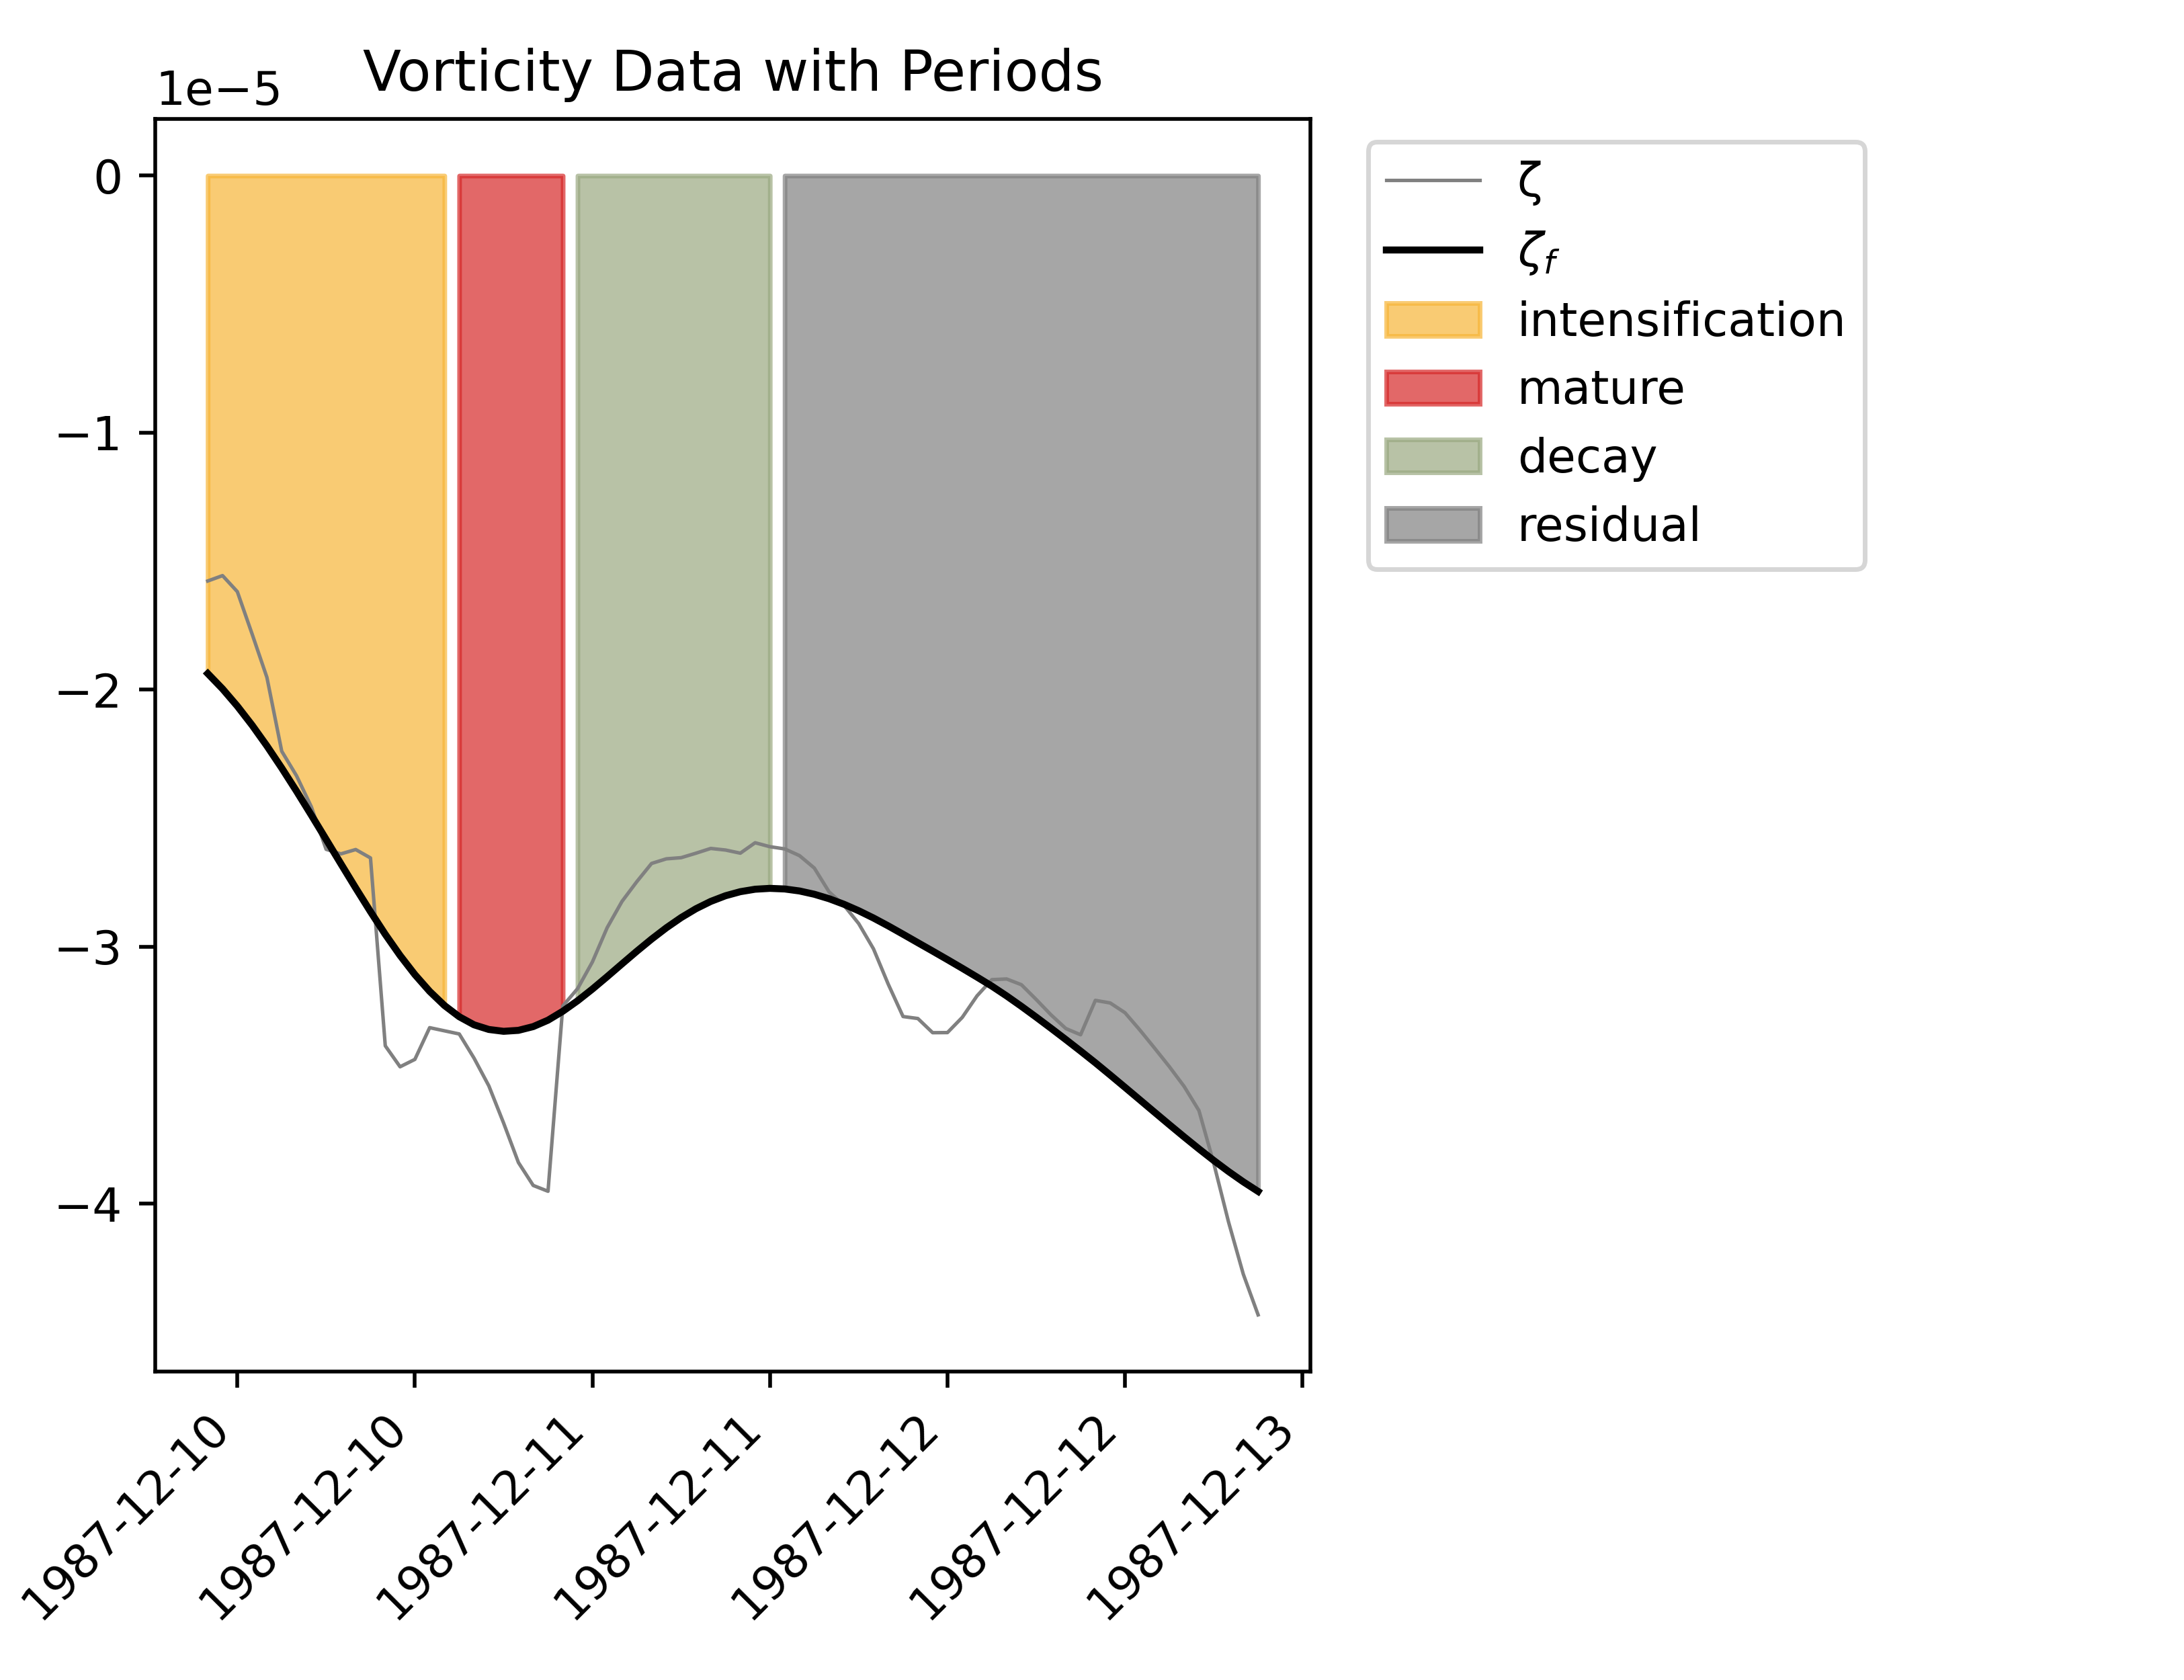 Vorticity Data with Periods
1e−5
0
−1
−2
−3
−4
1987-12-10
1987-12-10
1987-12-11
1987-12-11
1987-12-12
1987-12-12
1987-12-13
ζ
ζf
intensification
mature
decay
residual